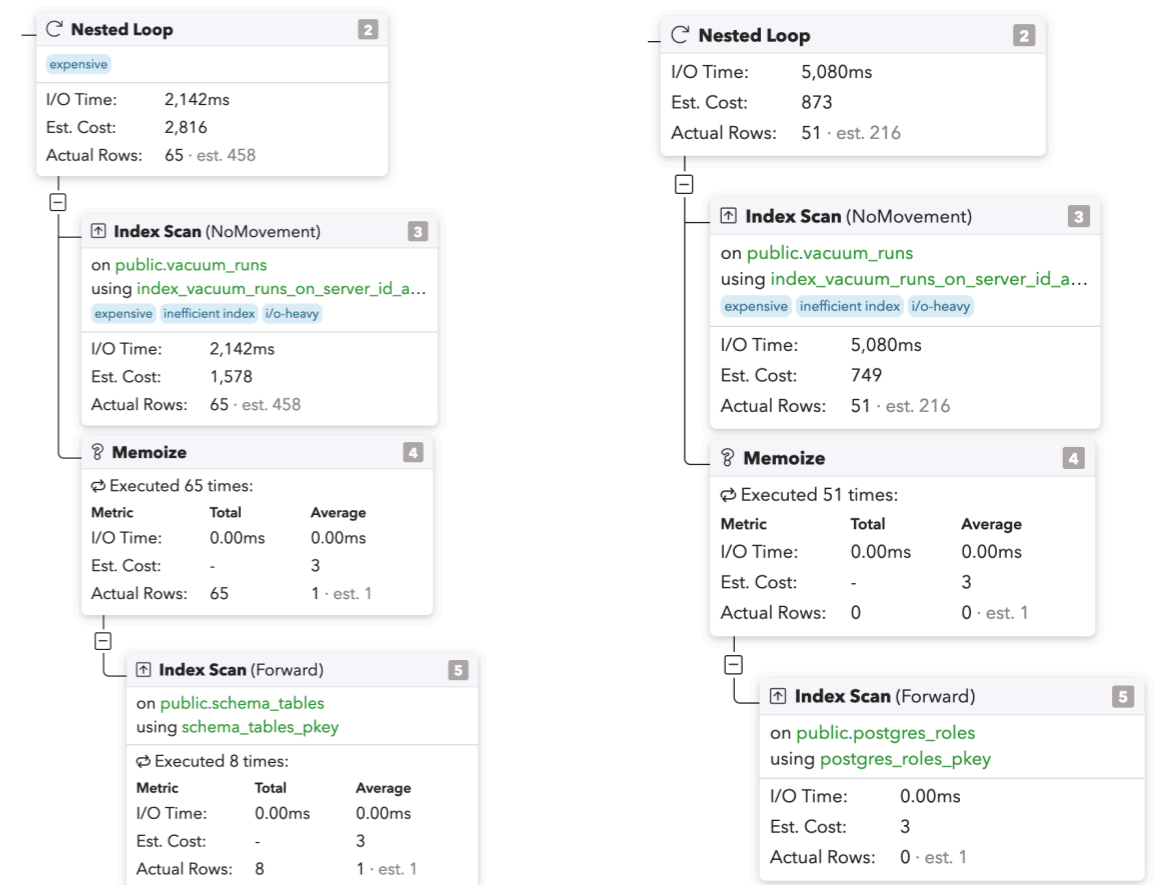 Nested Loop 2
expensive
I/O Time: 2,142ms
Est. Cost: 2,816
Actual Rows: 65 · est. 458
Index Scan (NoMovement) 3
on public.vacuum_runs
using index_vacuum_runs_on_server_id_a...
expensive inefficient index i/o-heavy
I/O Time: 2,142ms
Est. Cost: 1,578
Actual Rows: 65 · est. 458
Memoize 4
Executed 65 times:
Metric Total Average
I/O Time: 0.00ms 0.00ms
Est. Cost: - 3
Actual Rows: 65 1 · est. 1
Index Scan (Forward) 5
on public.schema_tables
using schema_tables_pkey
Executed 8 times:
Metric Total Average
I/O Time: 0.00ms 0.00ms
Est. Cost: - 3
Actual Rows: 8 1 · est. 1
Nested Loop 2
I/O Time: 5,080ms
Est. Cost: 873
Actual Rows: 51 · est. 216
Index Scan (NoMovement) 3
on public.vacuum_runs
using index_vacuum_runs_on_server_id_a...
expensive inefficient index i/o-heavy
I/O Time: 5,080ms
Est. Cost: 749
Actual Rows: 51 · est. 216
Memoize 4
Executed 51 times:
Metric Total Average
I/O Time: 0.00ms 0.00ms
Est. Cost: - 3
Actual Rows: 0 0 · est. 1
Index Scan (Forward) 5
on public.postgres_roles
using postgres_roles_pkey
I/O Time: 0.00ms
Est. Cost: 3
Actual Rows: 0 · est. 1